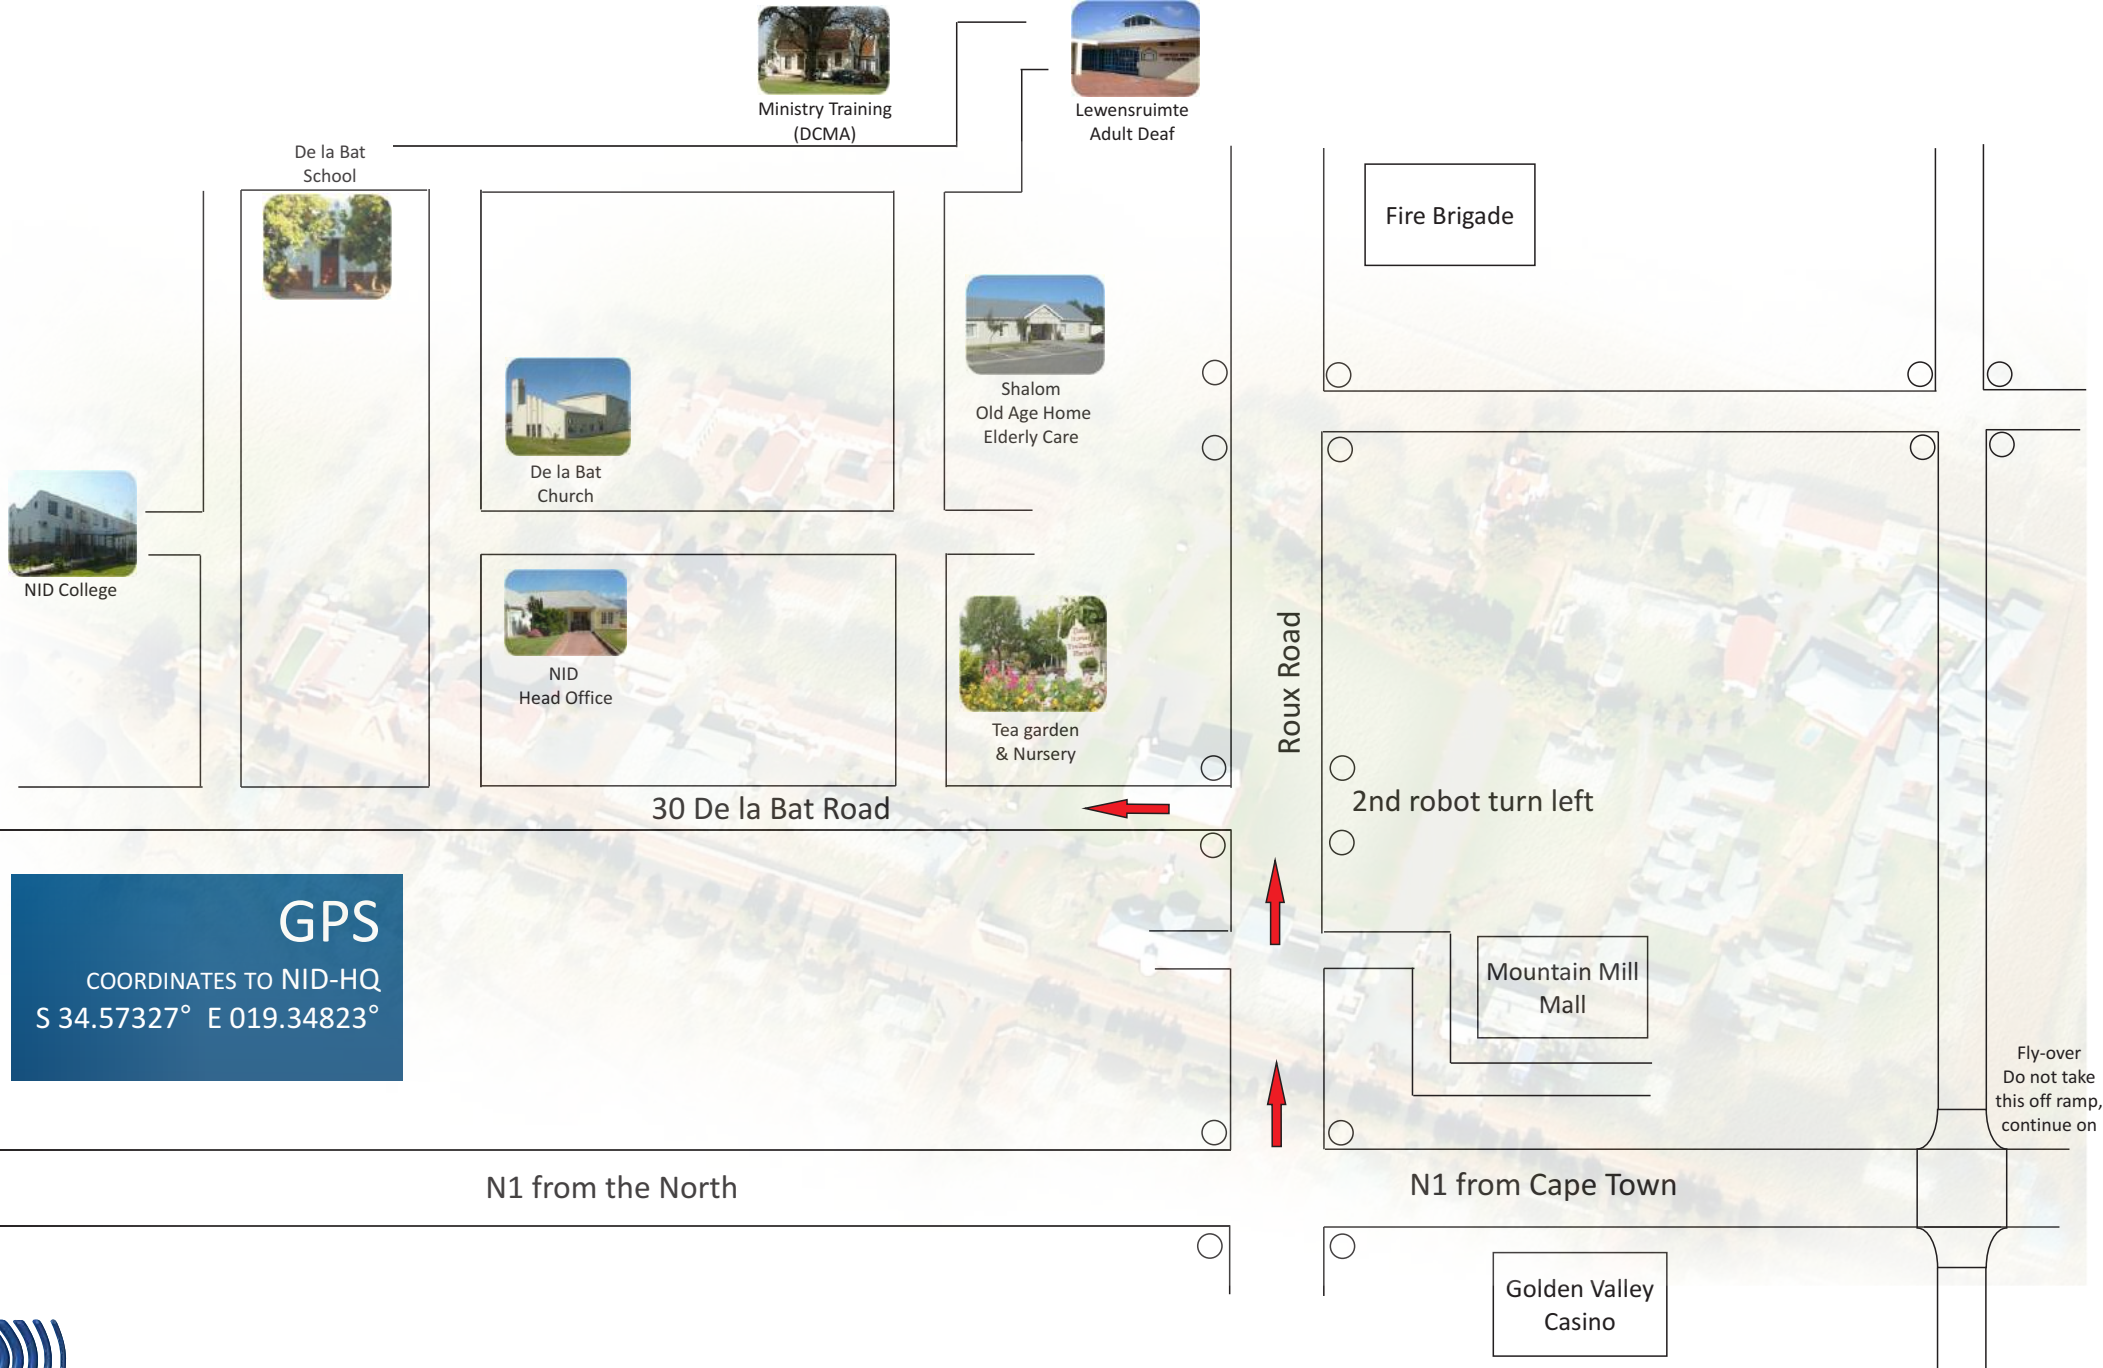 Ministry Training
(DCMA)
Lewensruimte
Adult Deaf
De la Bat
School
Fire Brigade
Shalom
Old Age Home
Elderly Care
De la Bat
Church
NID College
NID
Head Office
Tea garden
& Nursery
Roux Road
30 De la Bat Road
2nd robot turn left
GPS
COORDINATES TO NID-HQ
S 34.57327° E 019.34823°
Mountain Mill
Mall
Fly-over
Do not take
this off ramp,
continue on
N1 from the North
N1 from Cape Town
Golden Valley
Casino